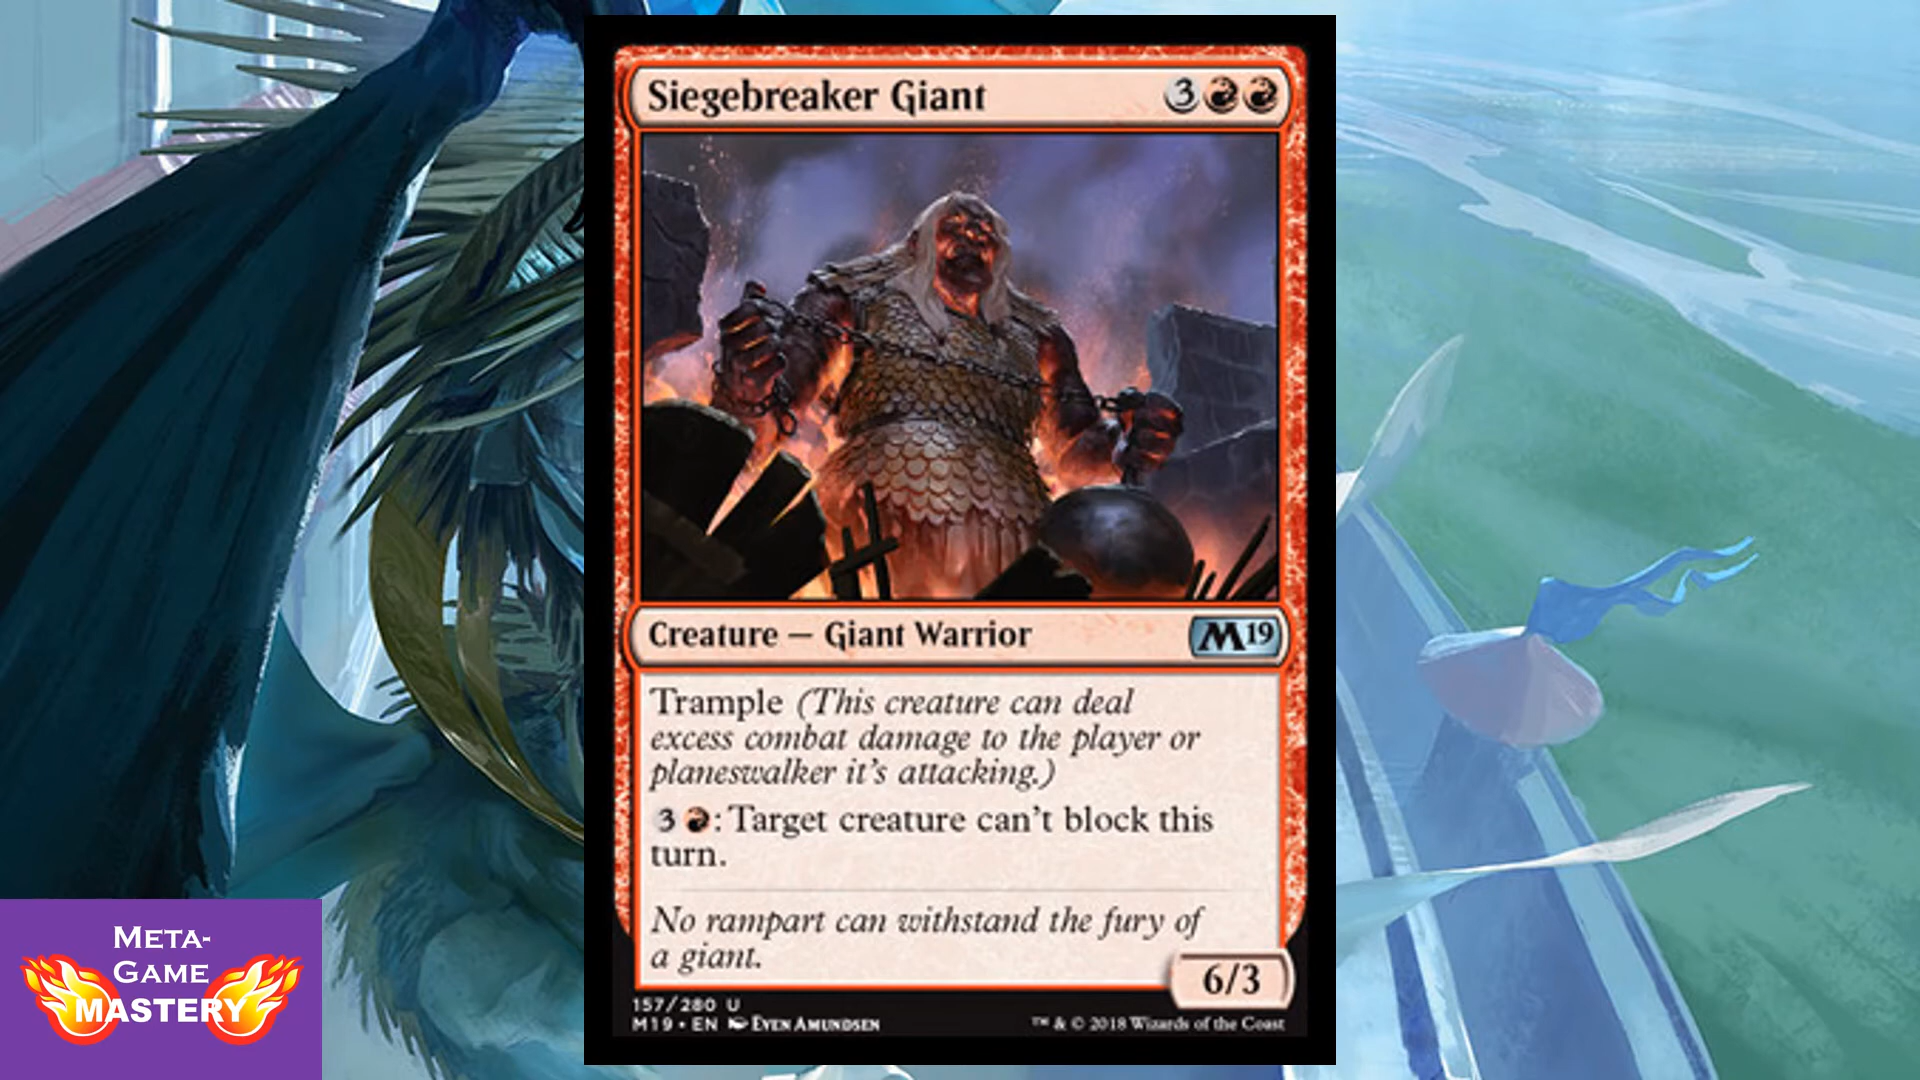 Siegebreaker Giant 3
Creature — Giant Warrior M19
Trample (This creature can deal
excess combat damage to the player or
planeswalker it's attacking.)
3 : Target creature can't block this
turn.
No rampart can withstand the fury of
a giant.
6/3
157/280 U
M19 • EN Even Amundsen
™ & © 2018 Wizards of the Coast
META-
GAME
MASTERY